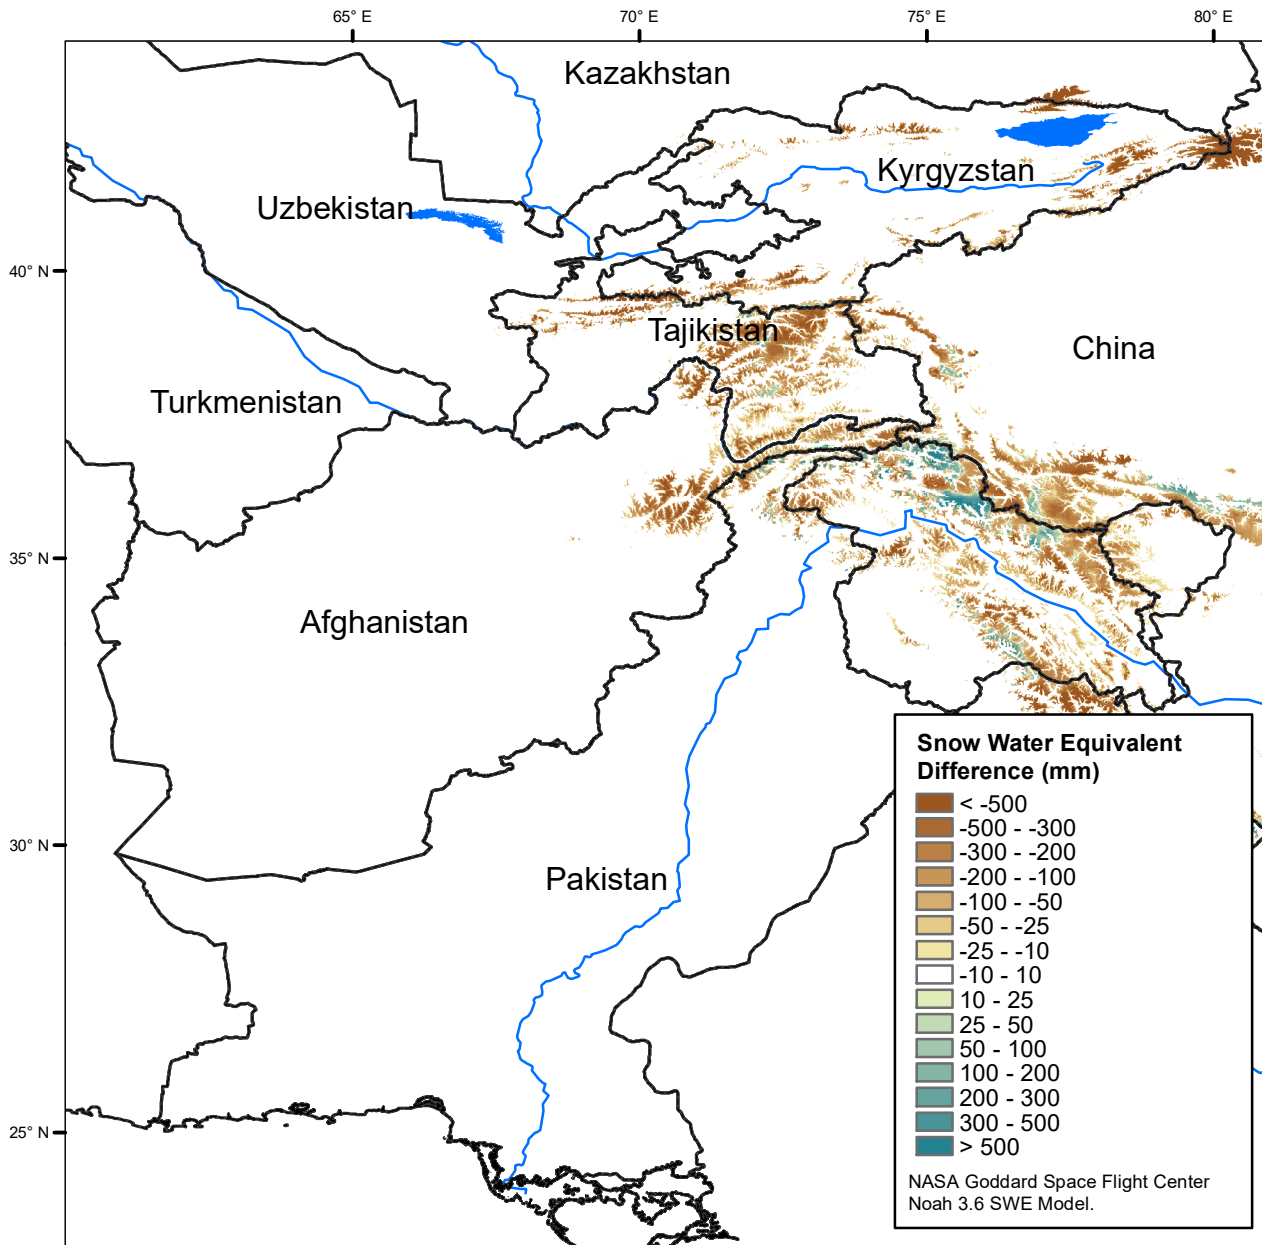 65° E
70° E
75° E
80° E
Kazakhstan
Kyrgyzstan
Uzbekistan
40° N
Tajikistan
China
Turkmenistan
35° N
Afghanistan
30° N
Pakistan
25° N
Snow Water Equivalent
Difference (mm)
< -500
-500 - -300
-300 - -200
-200 - -100
-100 - -50
-50 - -25
-25 - -10
-10 - 10
10 - 25
25 - 50
50 - 100
100 - 200
200 - 300
300 - 500
> 500
NASA Goddard Space Flight Center
Noah 3.6 SWE Model.